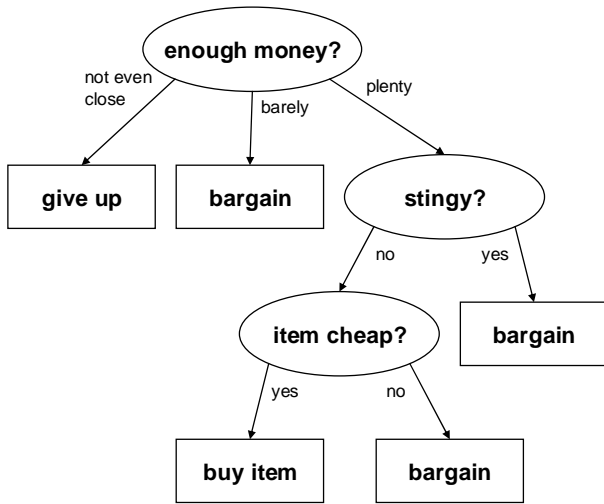 enough money?
not even
close
barely
plenty
give up
bargain
stingy?
no
yes
item cheap?
bargain
yes
no
buy item
bargain